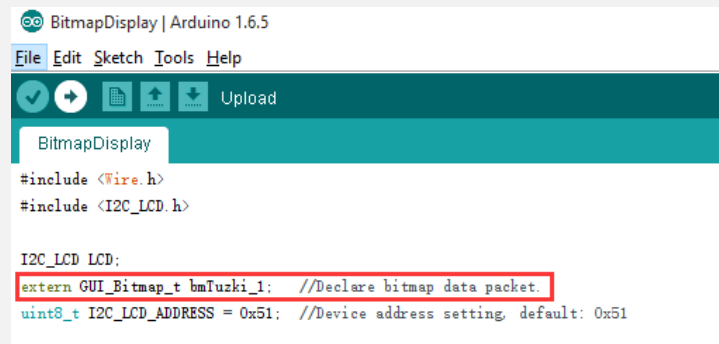 BitmapDisplay | Arduino 1.6.5
File Edit Sketch Tools Help
Upload
BitmapDisplay
#include <Wire.h>
#include <I2C_LCD.h>
I2C_LCD LCD;
extern GUI_Bitmap_t bmTuzki_1;   //Declare bitmap data packet.
uint8_t I2C_LCD_ADDRESS = 0x51;  //Device address setting, default: 0x51